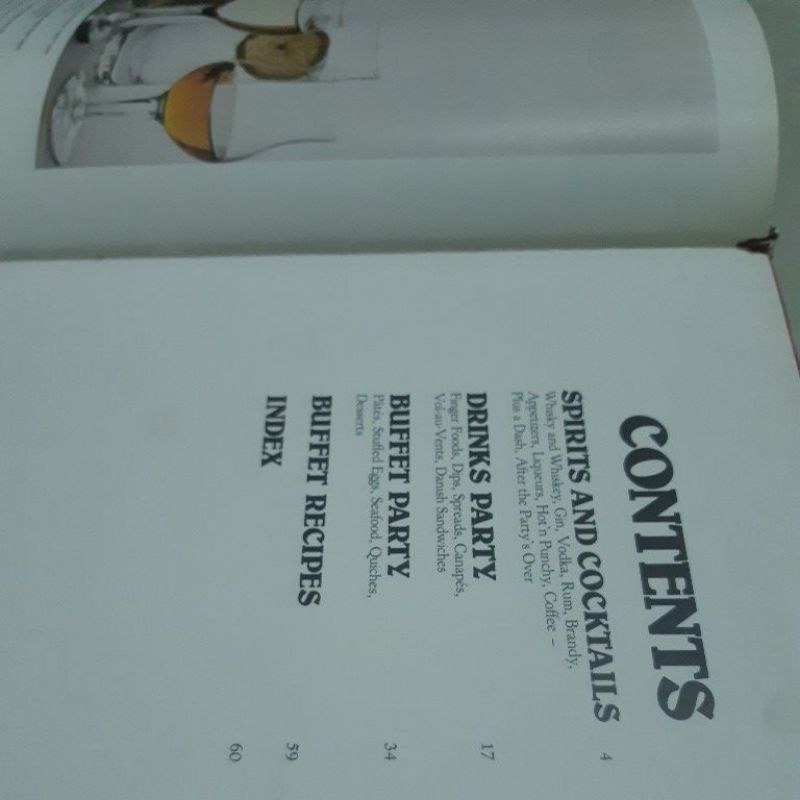 CONTENTS
SPIRITS AND COCKTAILS 4
Whisky and Whiskey, Gin, Vodka, Rum, Brandy,
Appetizers, Liqueurs, Hot'n Punchy, Coffee –
Plus a Dash, After the Party's Over
DRINKS PARTY 17
Finger Foods, Dips, Spreads, Canapés,
Vol-au-Vents, Danish Sandwiches
BUFFET PARTY 34
Pâtés, Stuffed Eggs, Seafood, Quiches,
Desserts
BUFFET RECIPES 59
INDEX 60